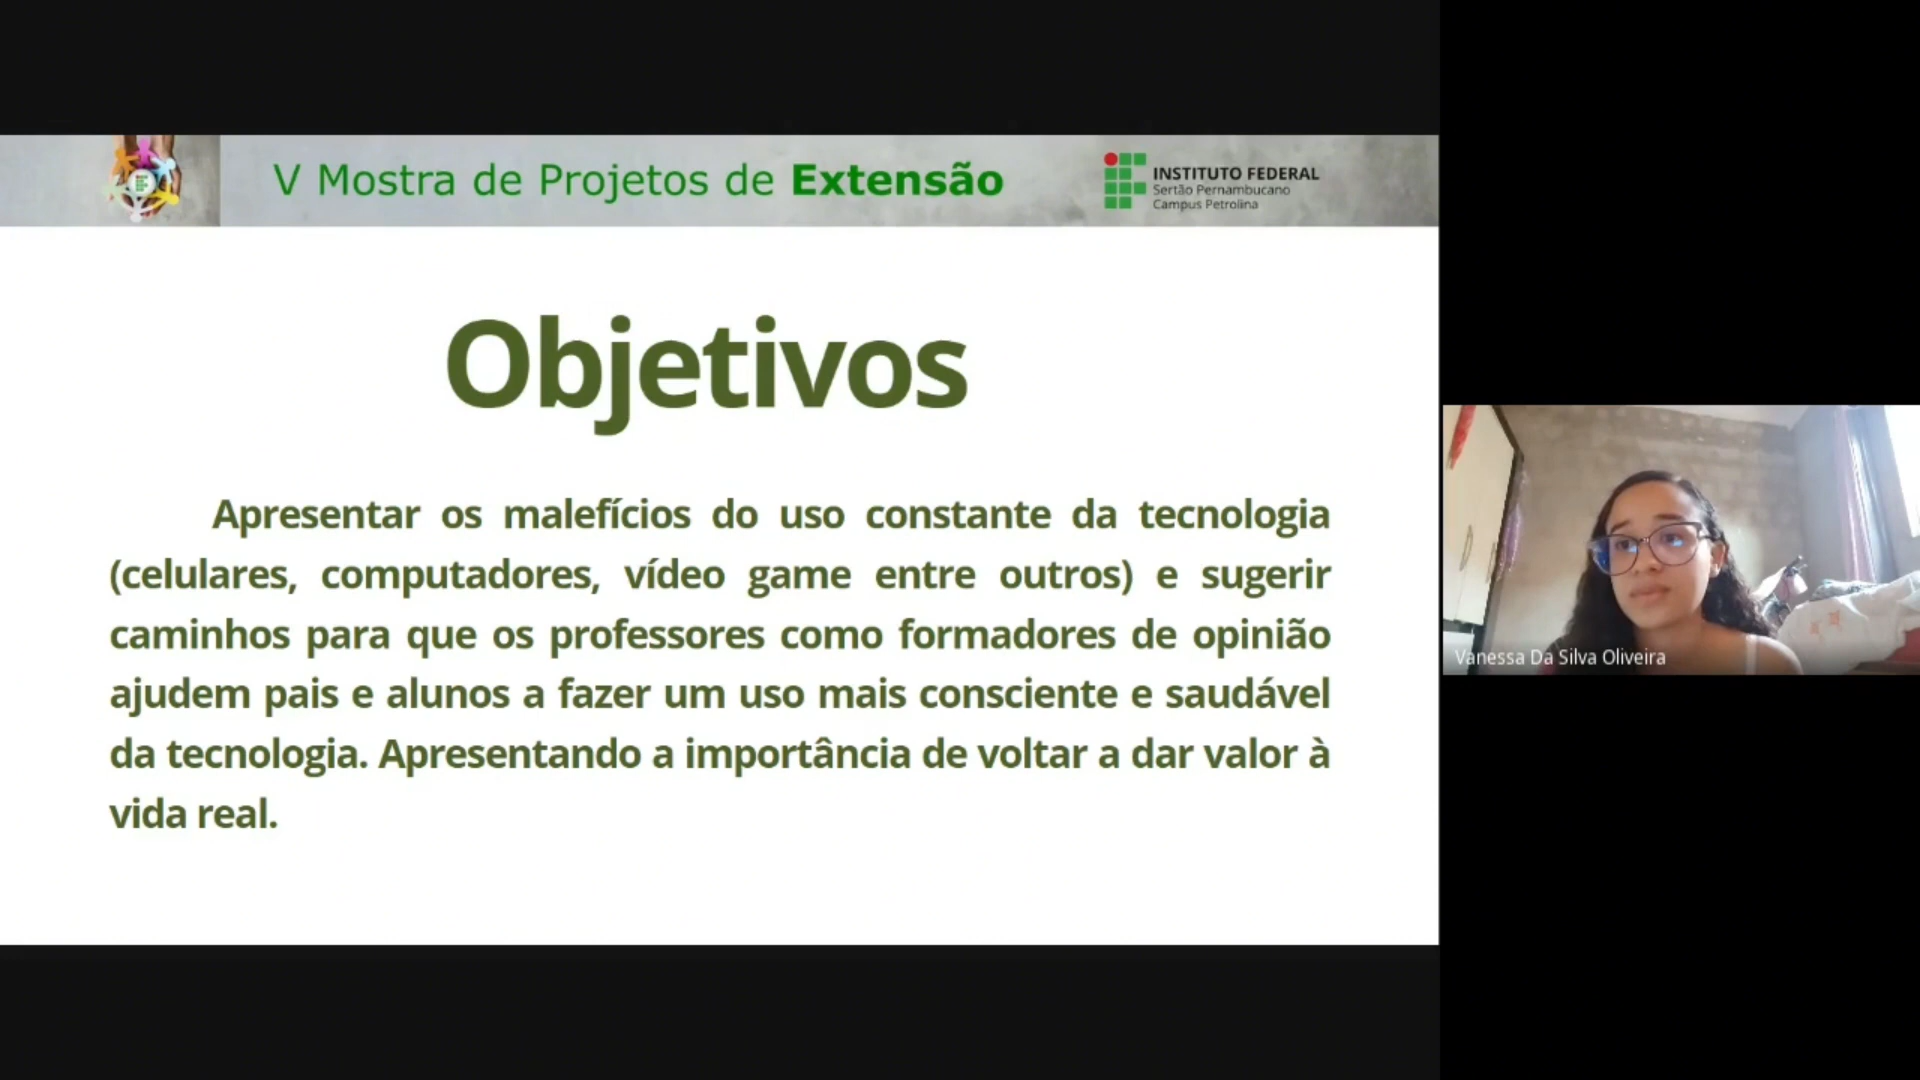 V Mostra de Projetos de Extensão
INSTITUTO FEDERAL
Sertão Pernambucano
Campus Petrolina
Objetivos
Apresentar os malefícios do uso constante da tecnologia
(celulares, computadores, vídeo game entre outros) e sugerir
caminhos para que os professores como formadores de opinião
ajudem pais e alunos a fazer um uso mais consciente e saudável
da tecnologia. Apresentando a importância de voltar a dar valor à
vida real.
Vanessa Da Silva Oliveira